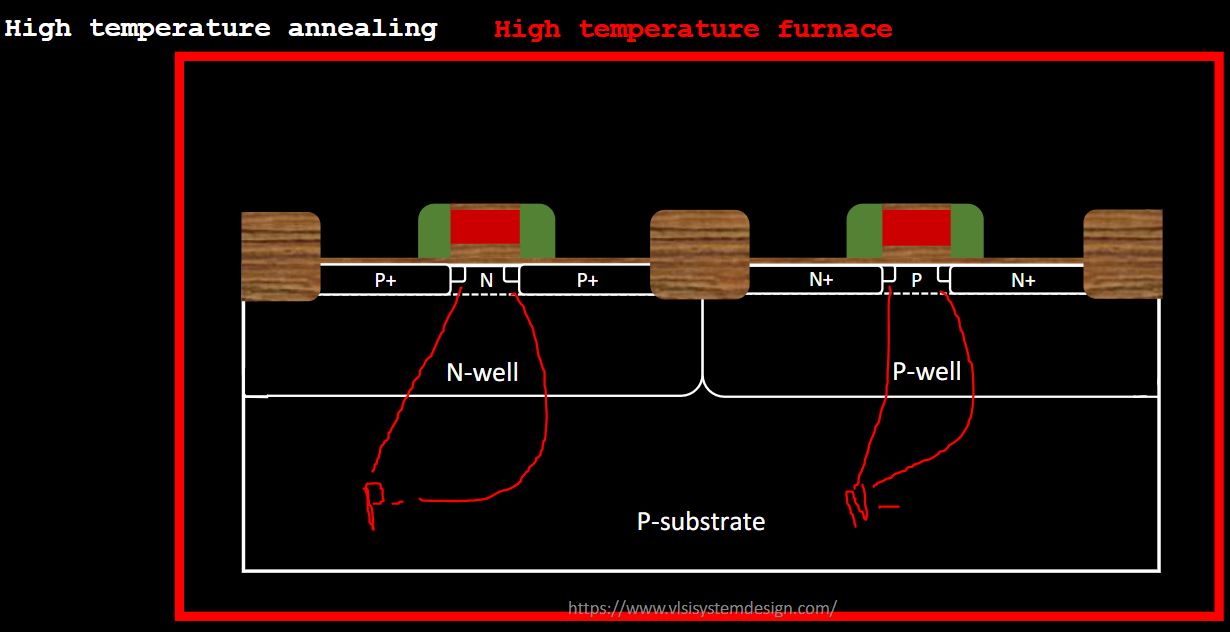 High temperature annealing High temperature furnace
P+ N P+ N+ P N+
N-well P-well
P- n-
P-substrate
https://www.vlsisystemdesign.com/